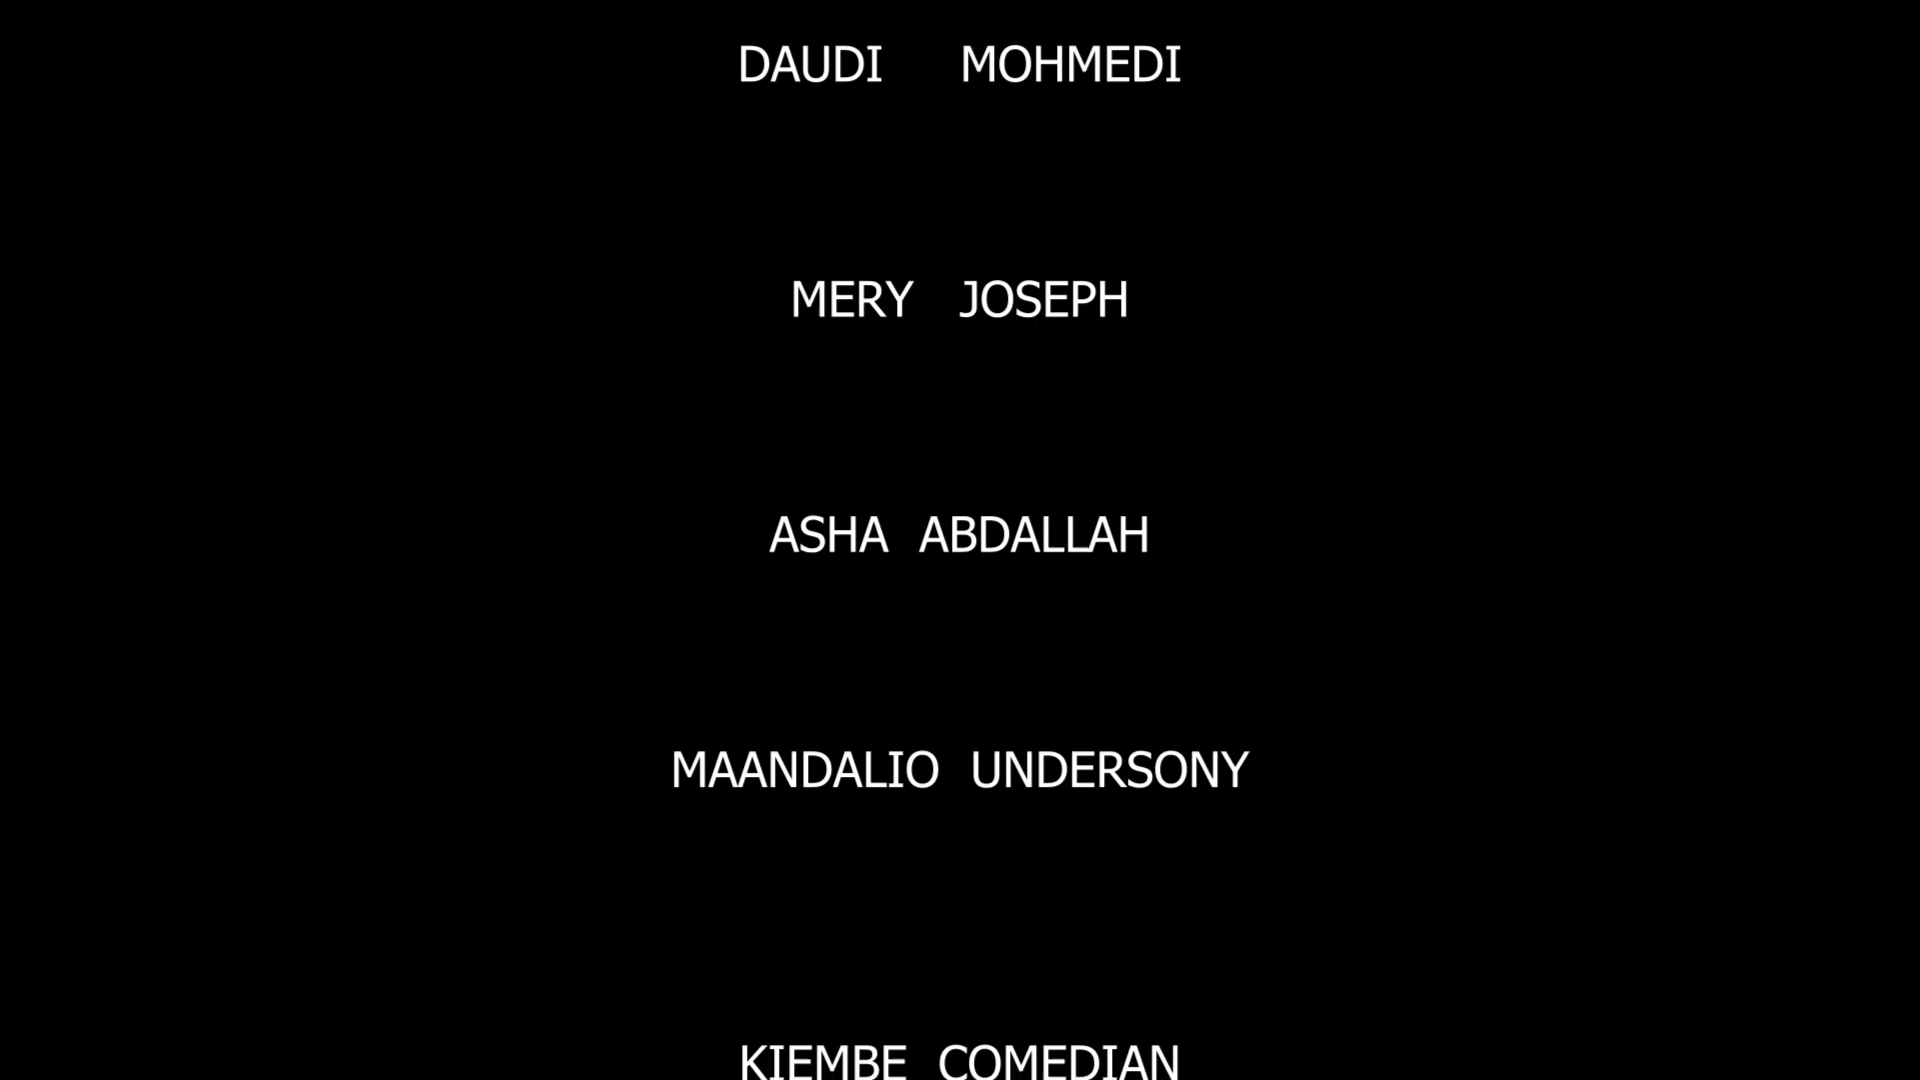 DAUDI MOHMEDI
MERY JOSEPH
ASHA ABDALLAH
MAANDALIO UNDERSONY
KIEMBE COMEDIAN